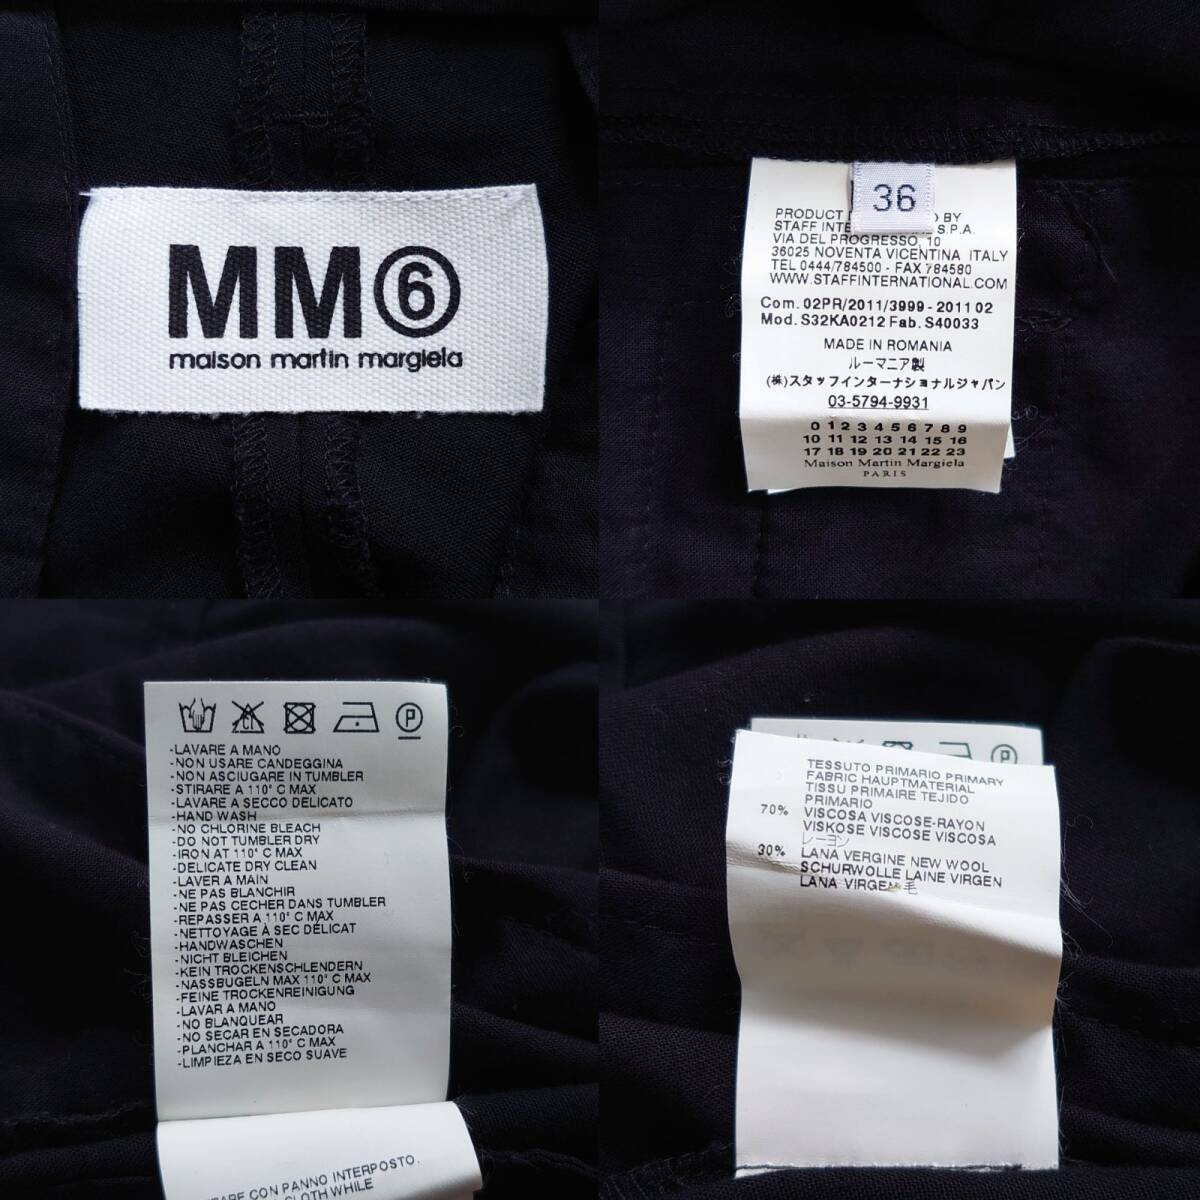 MM⑥
maison martin margiela
36
PRODUCT BY
STAFF INTE S.P.A.
VIA DEL PROGRESSO, 10
36025 NOVENTA VICENTINA ITALY
TEL 0444/784500 - FAX 784580
WWW.STAFFINTERNATIONAL.COM
Com. 02PR/2011/3999 - 2011 02
Mod. S32KA0212 Fab. S40033
MADE IN ROMANIA
ルーマニア製
(株)スタッフインターナショナルジャパン
03-5794-9931
0 1 2 3 4 5 6 7 8 9
10 11 12 13 14 15 16
17 18 19 20 21 22 23
Maison Martin Margiela
PARIS
CL
P
-LAVARE A MANO
-NON USARE CANDEGGINA
-NON ASCIUGARE IN TUMBLER
-STIRARE A 110° C MAX
-LAVARE A SECCO DELICATO
-HAND WASH
-NO CHLORINE BLEACH
-DO NOT TUMBLER DRY
-IRON AT 110° C MAX
-DELICATE DRY CLEAN
-LAVER A MAIN
-NE PAS BLANCHIR
-NE PAS CECHER DANS TUMBLER
-REPASSER A 110° C MAX
-NETTOYAGE À SEC DÉLICAT
-HANDWASCHEN
-NICHT BLEICHEN
-KEIN TROCKENSCHLENDERN
-NASSBUGELN MAX 110° C MAX
-FEINE TROCKENREINIGUNG
-LAVAR A MANO
-NO BLANQUEAR
-NO SECAR EN SECADORA
-PLANCHAR A 110° C MAX
-LIMPIEZA EN SECO SUAVE
CON PANNO INTERPOSTO.
CLOTH WHILE
P
TESSUTO PRIMARIO PRIMARY
FABRIC HAUPTMATERIAL
TISSU PRIMAIRE TEJIDO
PRIMARIO
70% VISCOSA VISCOSE-RAYON
VISKOSE VISCOSE VISCOSA
レーヨン
30% LANA VERGINE NEW WOOL
SCHURWOLLE LAINE VIRGEN
LANA VIRGEN 毛